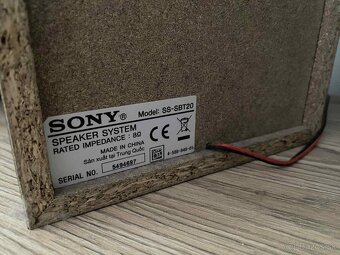 SONY® Model: SS-SBT20
SPEAKER SYSTEM
RATED IMPEDANCE : 8Ω
MADE IN CHINA
Sản xuất tại Trung Quốc
SERIAL NO. 5494697